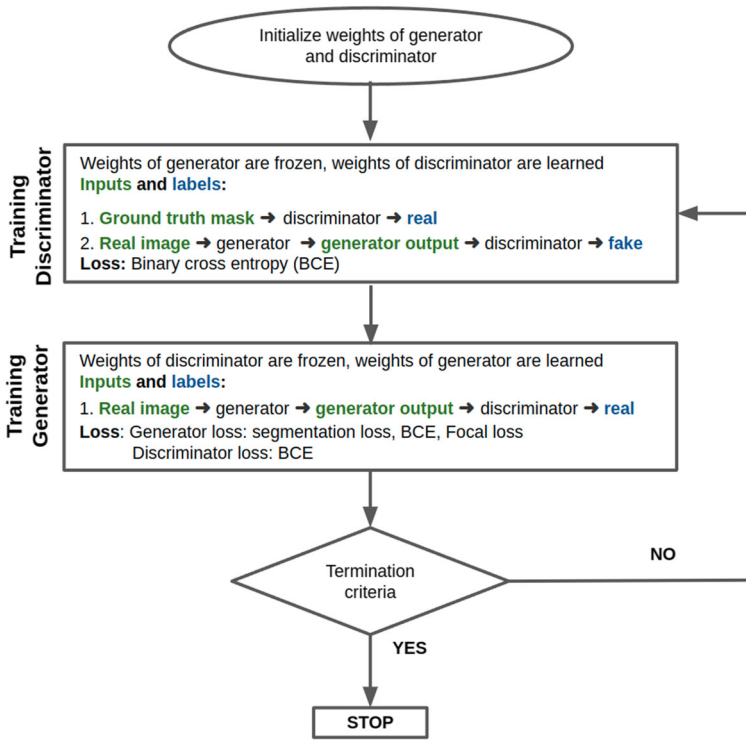 Initialize weights of generator
and discriminator
Training
Discriminator
Weights of generator are frozen, weights of discriminator are learned
Inputs and labels:
1. Ground truth mask ➔ discriminator ➔ real
2. Real image ➔ generator ➔ generator output ➔ discriminator ➔ fake
Loss: Binary cross entropy (BCE)
Training
Generator
Weights of discriminator are frozen, weights of generator are learned
Inputs and labels:
1. Real image ➔ generator ➔ generator output ➔ discriminator ➔ real
Loss: Generator loss: segmentation loss, BCE, Focal loss
Discriminator loss: BCE
Termination
criteria
NO
YES
STOP